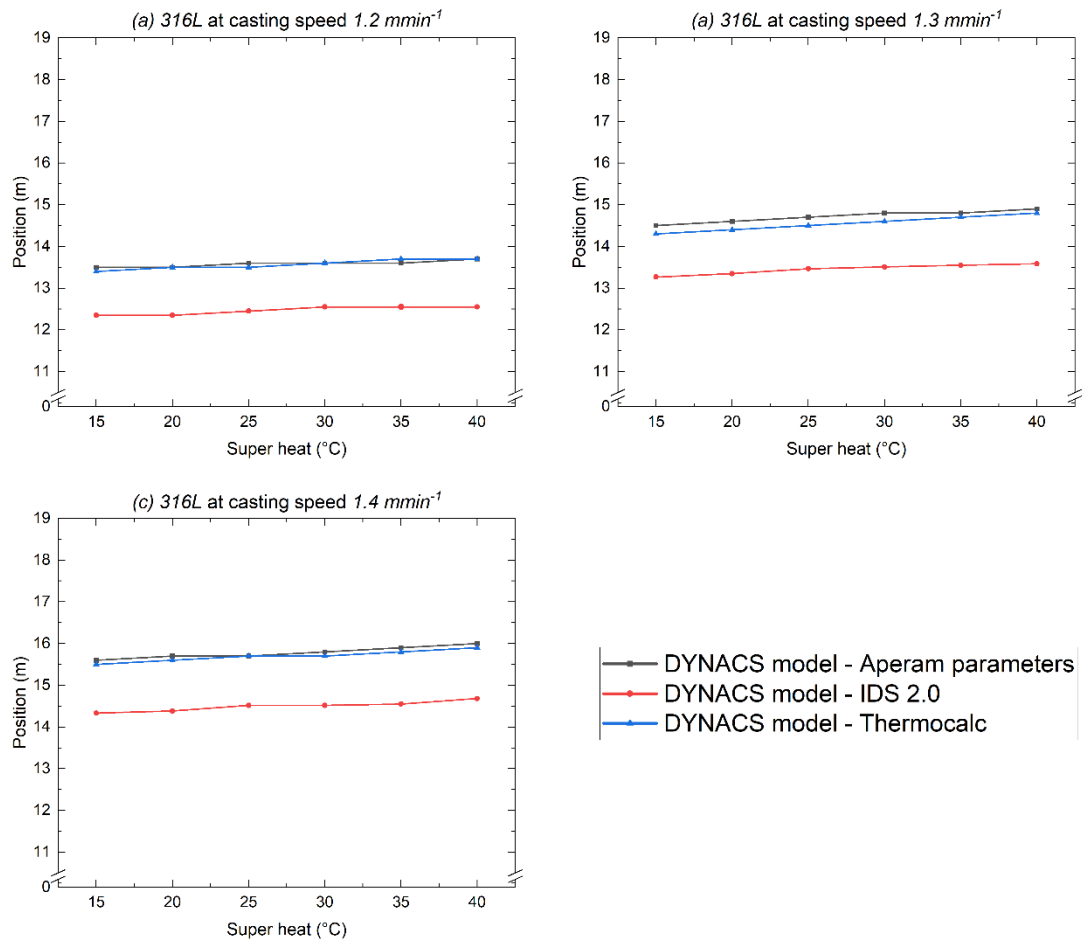 (a) 316L at casting speed 1.2 mmin⁻¹
19
18
17
16
15
14
13
12
11
0
Position (m)
15 20 25 30 35 40
Super heat (°C)
(a) 316L at casting speed 1.3 mmin⁻¹
19
18
17
16
15
14
13
12
11
0
Position (m)
15 20 25 30 35 40
Super heat (°C)
(c) 316L at casting speed 1.4 mmin⁻¹
19
18
17
16
15
14
13
12
11
0
Position (m)
15 20 25 30 35 40
Super heat (°C)
DYNACS model - Aperam parameters
DYNACS model - IDS 2.0
DYNACS model - Thermocalc